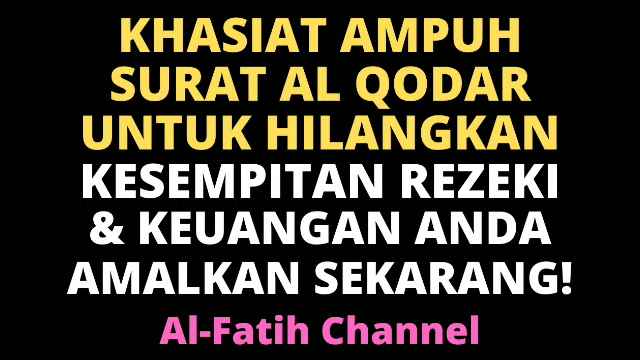 KHASIAT AMPUH
SURAT AL QODAR
UNTUK HILANGKAN
KESEMPITAN REZEKI
& KEUANGAN ANDA
AMALKAN SEKARANG!
Al-Fatih Channel